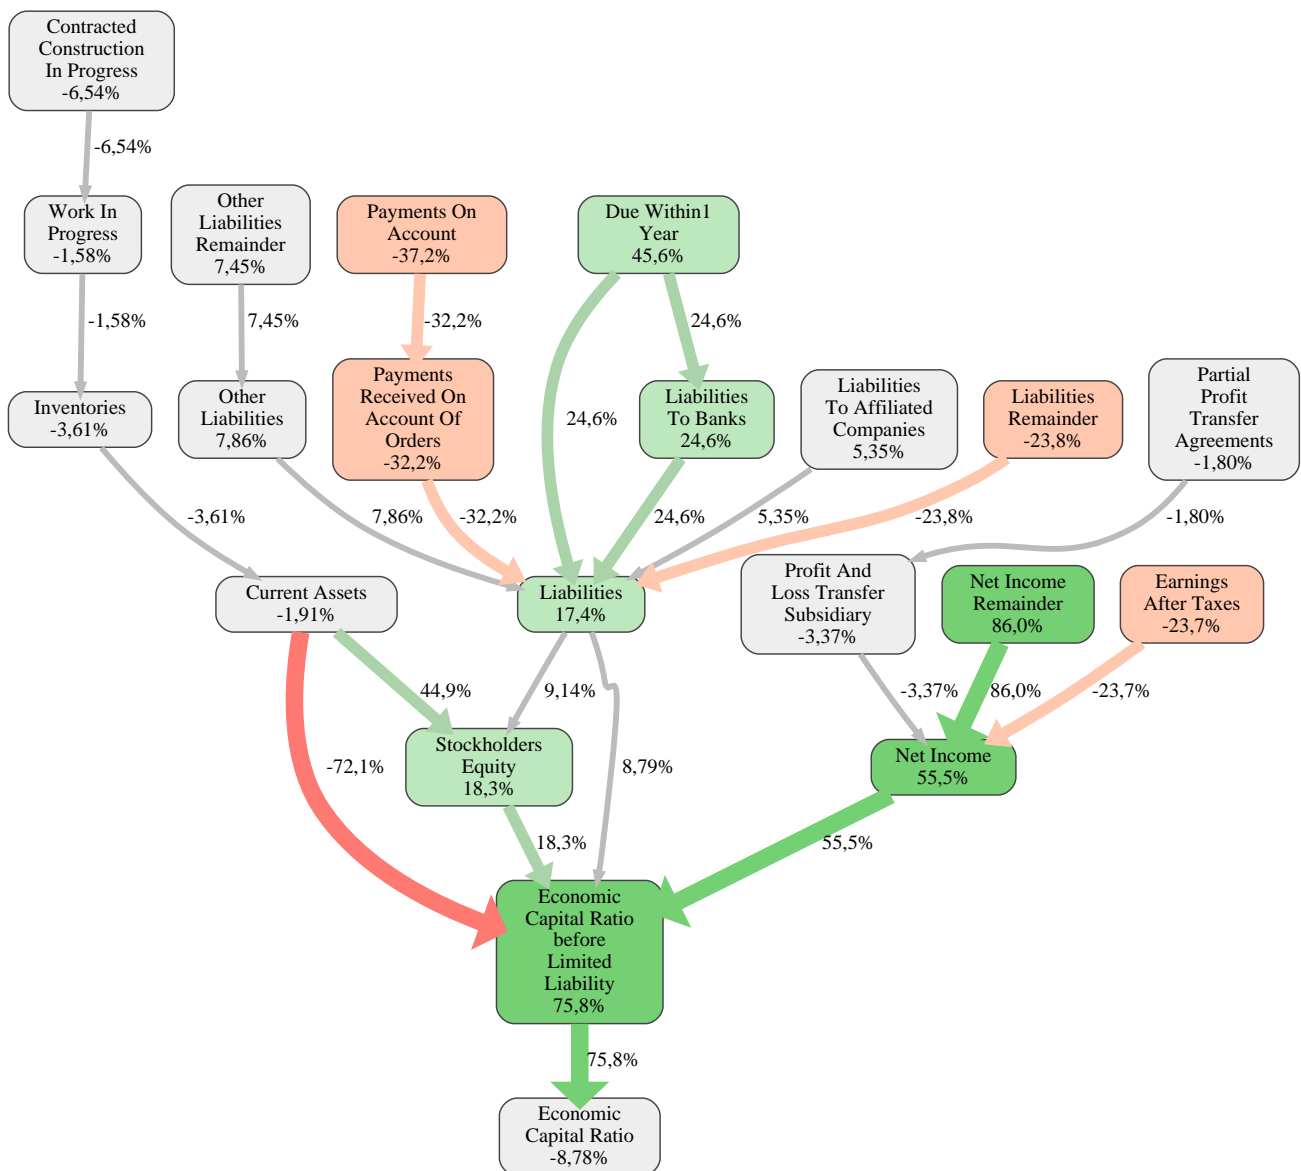 Contracted
Construction
In Progress
-6,54%
-6,54%
Work In
Progress
-1,58%
Other
Liabilities
Remainder
7,45%
Payments On
Account
-37,2%
Due Within1
Year
45,6%
-1,58%
7,45%
-32,2%
24,6%
Inventories
-3,61%
Other
Liabilities
7,86%
Payments
Received On
Account Of
Orders
-32,2%
24,6%
Liabilities
To Banks
24,6%
Liabilities
To Affiliated
Companies
5,35%
Liabilities
Remainder
-23,8%
Partial
Profit
Transfer
Agreements
-1,80%
-3,61%
7,86%
-32,2%
24,6%
5,35%
-23,8%
-1,80%
Current Assets
-1,91%
Liabilities
17,4%
Profit And
Loss Transfer
Subsidiary
-3,37%
Net Income
Remainder
86,0%
Earnings
After Taxes
-23,7%
44,9%
9,14%
-3,37%
86,0%
-23,7%
-72,1%
Stockholders
Equity
18,3%
8,79%
Net Income
55,5%
18,3%
55,5%
Economic
Capital Ratio
before
Limited
Liability
75,8%
75,8%
Economic
Capital Ratio
-8,78%